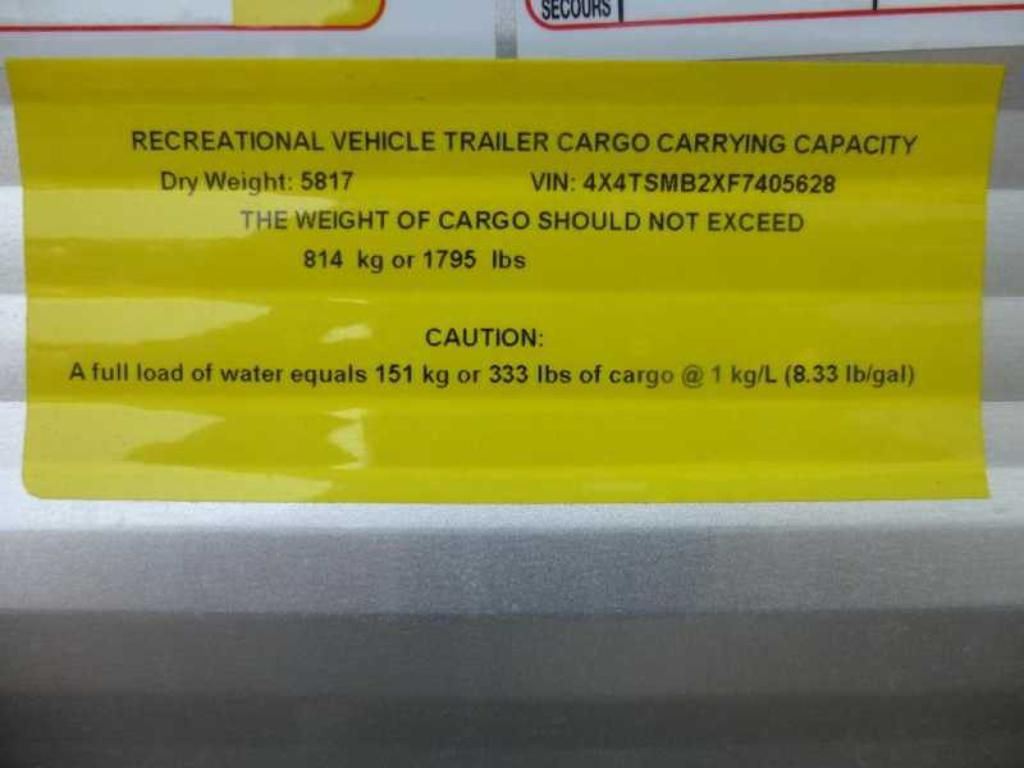 SECOURS
RECREATIONAL VEHICLE TRAILER CARGO CARRYING CAPACITY
Dry Weight: 5817 VIN: 4X4TSMB2XF7405628
THE WEIGHT OF CARGO SHOULD NOT EXCEED
814 kg or 1795 lbs
CAUTION:
A full load of water equals 151 kg or 333 lbs of cargo @ 1 kg/L (8.33 lb/gal)